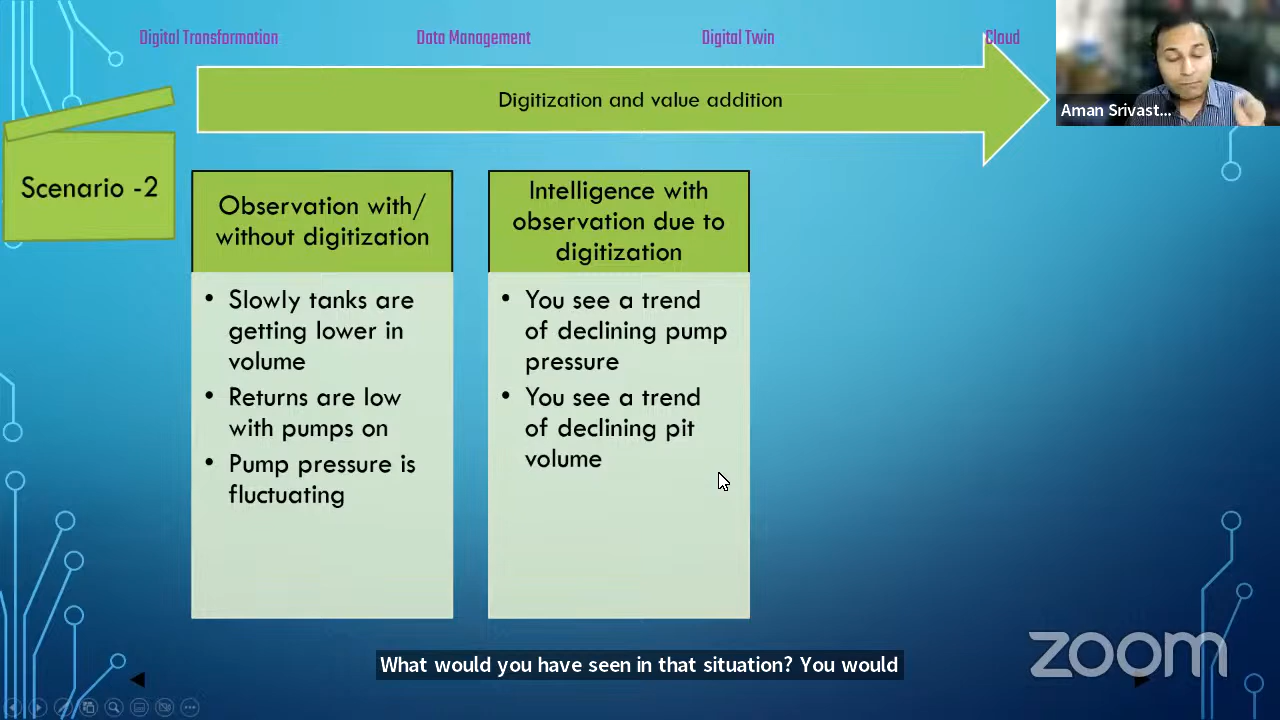 Digital Transformation
Data Management
Digital Twin
Cloud
Digitization and value addition
Aman Srivast...
Scenario -2
Observation with/
without digitization
• Slowly tanks are
getting lower in
volume
• Returns are low
with pumps on
• Pump pressure is
fluctuating
Intelligence with
observation due to
digitization
• You see a trend
of declining pump
pressure
• You see a trend
of declining pit
volume
What would you have seen in that situation? You would
zoom